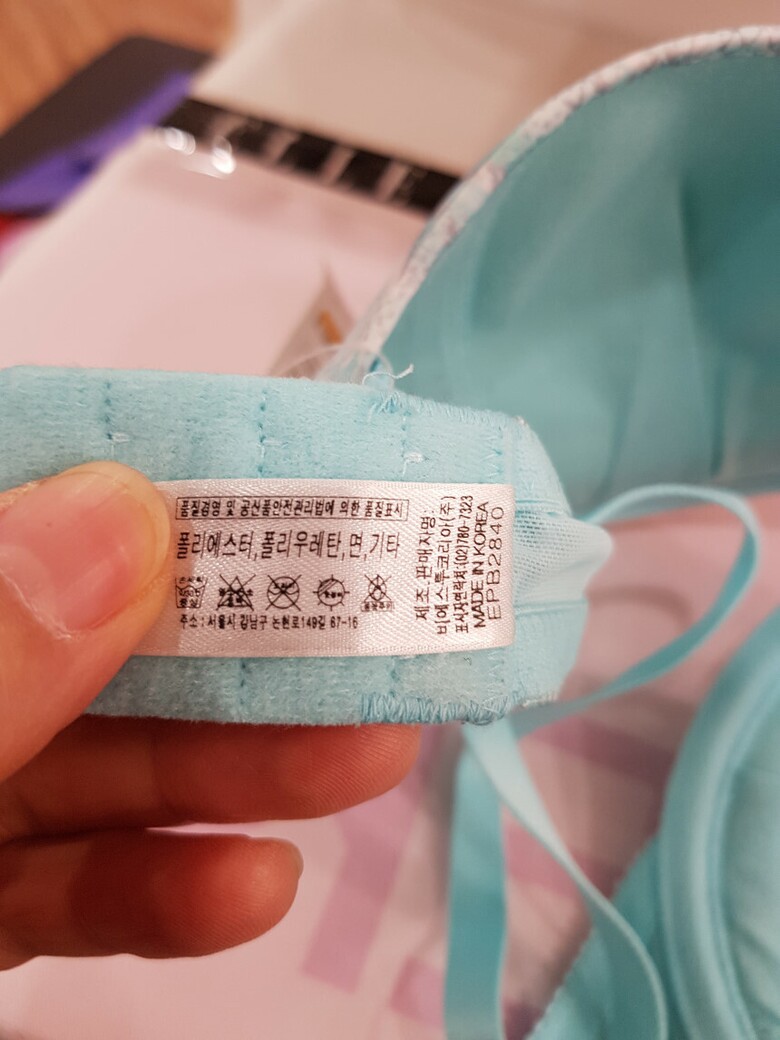 품질경영 및 공산품안전관리법에 의한 품질표시
폴리에스터,폴리우레탄,면,기타
주소 : 서울시 강남구 논현로149길 67-16
제조 판매자명:
비에스투코리아(주)
표시자연락처:(02)780-1323
MADE IN KOREA
EPB2840